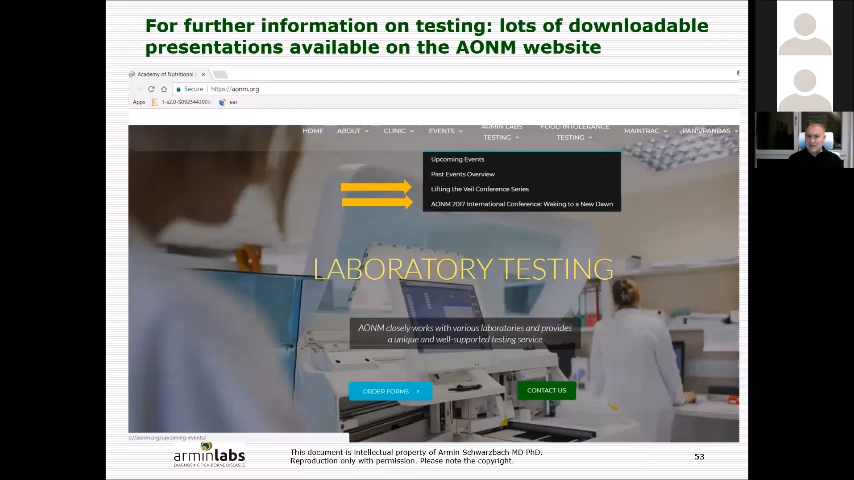 For further information on testing: lots of downloadable
presentations available on the AONM website
Academy of Nutritional
Secure https://aonm.org
Apps
ear
HOME ABOUT CLINIC EVENTS ARMIN LABS TESTING FOOD INTOLERANCE TESTING MAINTRAC PANS/PANDAS
Upcoming Events
Past Events Overview
Lifting the Veil Conference Series
AONM 2017 International Conference: Waking to a New Dawn
LABORATORY TESTING
AONM closely works with various laboratories and provides
a unique and well-supported testing service
ORDER FORMS CONTACT US
s://aonm.org/upcoming-events/
arminlabs
DIAGNOSING TICK-BORNE DISEASES
This document is intellectual property of Armin Schwarzbach MD PhD.
Reproduction only with permission. Please note the copyright.
53